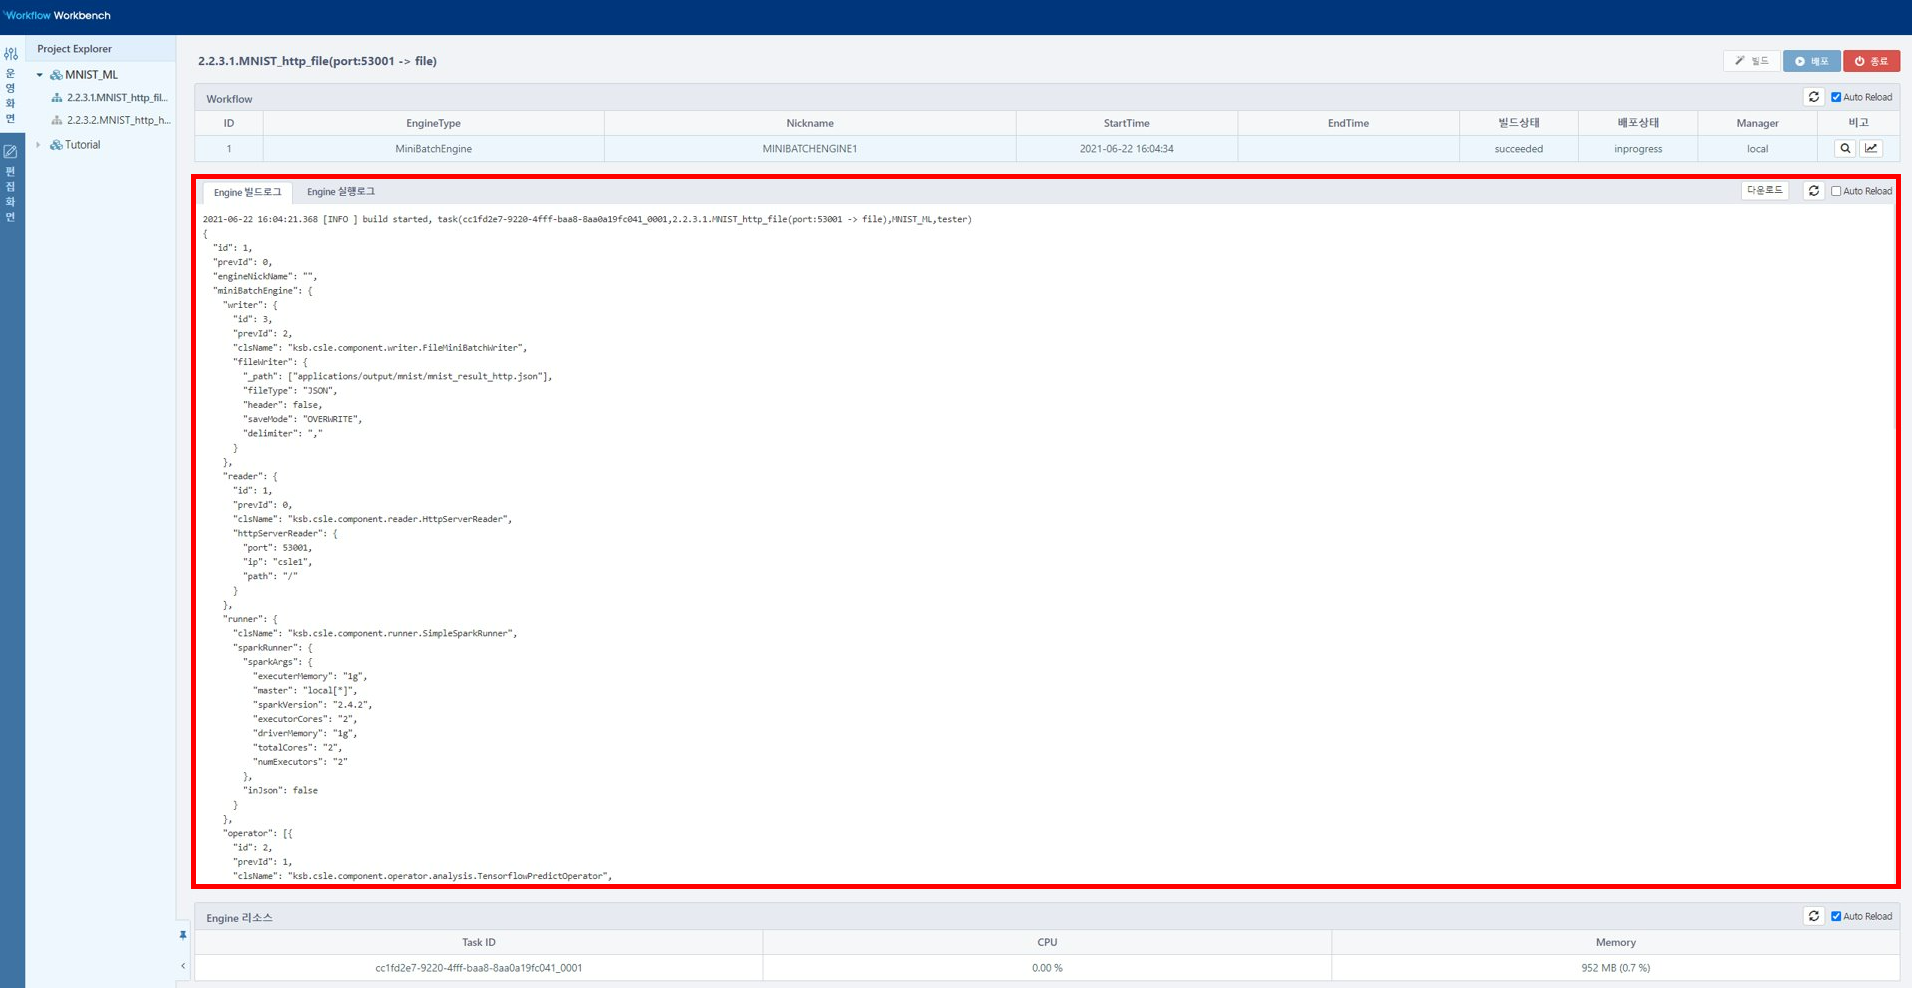 Workflow Workbench
운영화면
편집화면
Project Explorer
MNIST_ML
2.2.3.1.MNIST_http_fil...
2.2.3.2.MNIST_http_h...
Tutorial
2.2.3.1.MNIST_http_file(port:53001 -> file)
빌드 배포 종료
Workflow Auto Reload
ID EngineType Nickname StartTime EndTime 빌드상태 배포상태 Manager 비고
1 MiniBatchEngine MINIBATCHENGINE1 2021-06-22 16:04:34 succeeded inprogress local
Engine 빌드로그 Engine 실행로그 다운로드 Auto Reload
2021-06-22 16:04:21.368 [INFO ] build started, task(cc1fd2e7-9220-4fff-baa8-8aa0a19fc041_0001,2.2.3.1.MNIST_http_file(port:53001 -> file),MNIST_ML,tester)
{
"id": 1,
"prevId": 0,
"engineNickName": "",
"miniBatchEngine": {
"writer": {
"id": 3,
"prevId": 2,
"clsName": "ksb.csle.component.writer.FileMiniBatchWriter",
"fileWriter": {
"_path": ["applications/output/mnist/mnist_result_http.json"],
"fileType": "JSON",
"header": false,
"saveMode": "OVERWRITE",
"delimiter": ","
}
},
"reader": {
"id": 1,
"prevId": 0,
"clsName": "ksb.csle.component.reader.HttpServerReader",
"httpServerReader": {
"port": 53001,
"ip": "csle1",
"path": "/"
}
},
"runner": {
"clsName": "ksb.csle.component.runner.SimpleSparkRunner",
"sparkRunner": {
"sparkArgs": {
"executerMemory": "1g",
"master": "local[*]",
"sparkVersion": "2.4.2",
"executorCores": "2",
"driverMemory": "1g",
"totalCores": "2",
"numExecutors": "2"
},
"inJson": false
}
},
"operator": [{
"id": 2,
"prevId": 1,
"clsName": "ksb.csle.component.operator.analysis.TensorflowPredictOperator",
Engine 리소스 Auto Reload
Task ID CPU Memory
cc1fd2e7-9220-4fff-baa8-8aa0a19fc041_0001 0.00 % 952 MB (0.7 %)